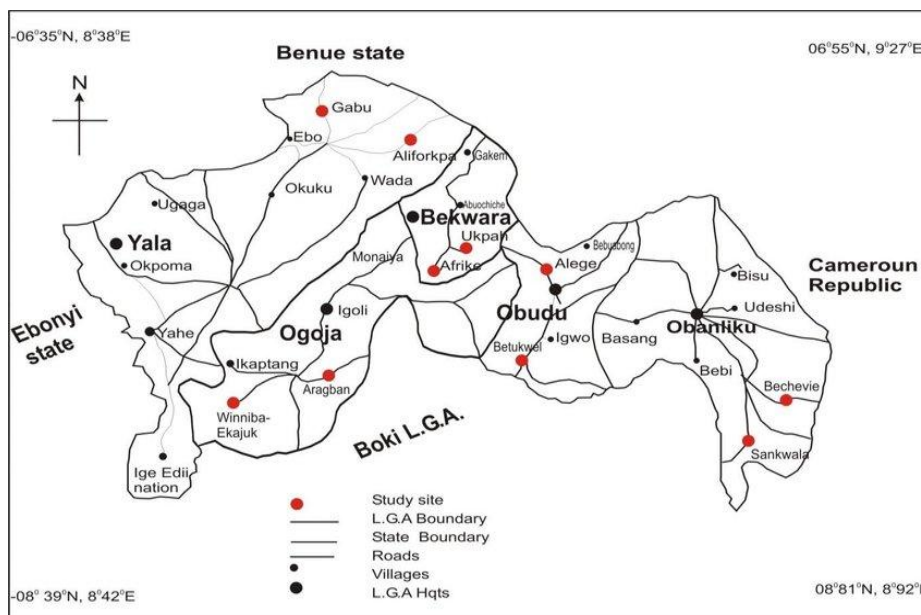 -06°35'°N, 8°38'°E
06°55'°N, 9°27'°E
Benue state
N
Gabu
Ebo
Aliforkpa
Gakem
Wada
Okuku
Ugaga
Abuochiche
Bekwara
Ukpah
Yala
Okpoma
Monaiya
Afrike
Bebuabong
Alege
Bisu
Cameroun
Republic
Ebonyi
state
Yahe
Igoli
Ogoja
Obudu
Udeshi
Obanliku
Basang
Igwo
Betukwel
Ikaptang
Bebi
Aragban
Bechevie
Winniba-
Ekajuk
Boki L.G.A.
Sankwala
Ige Edii
nation
Study site
L.G.A Boundary
State Boundary
Roads
Villages
L.G.A Hqts
-08°39'°N, 8°42'°E
08°81'°N, 8°92'°E